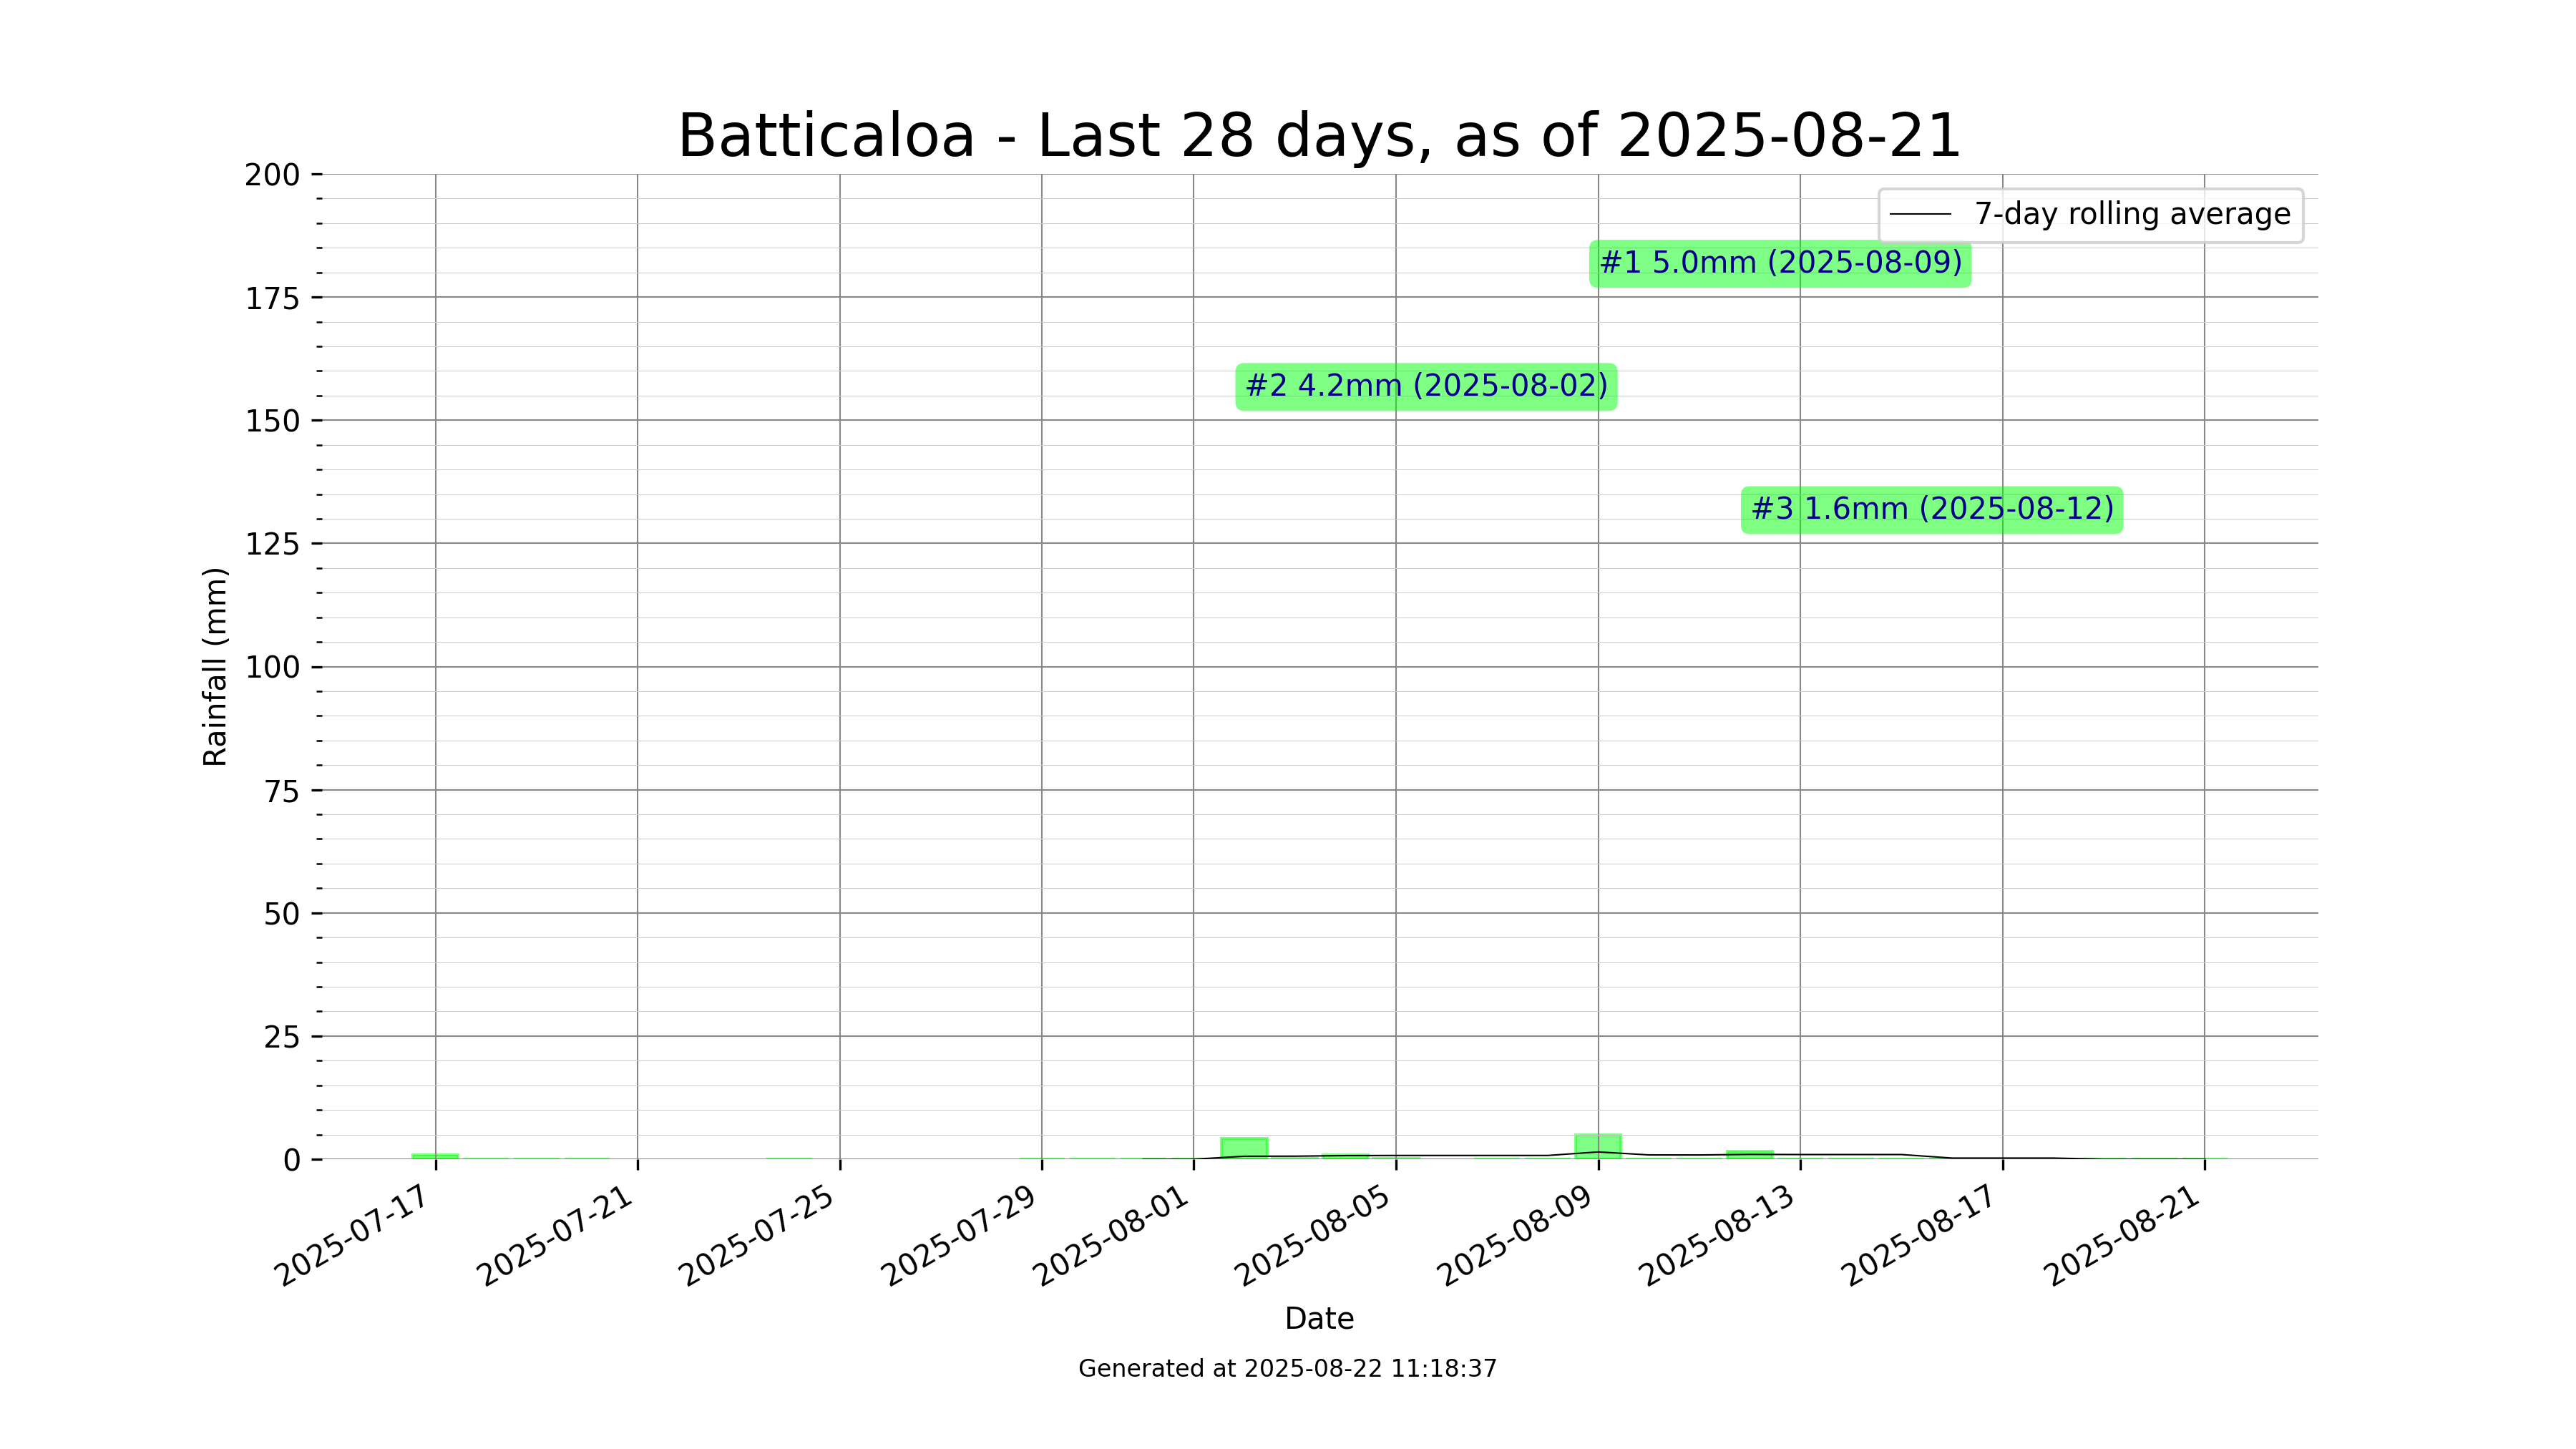 Batticaloa - Last 28 days, as of 2025-08-21
200
175
150
125
100
75
50
25
0
Rainfall (mm)
7-day rolling average
#1 5.0mm (2025-08-09)
#2 4.2mm (2025-08-02)
#3 1.6mm (2025-08-12)
2025-07-17
2025-07-21
2025-07-25
2025-07-29
2025-08-01
2025-08-05
2025-08-09
2025-08-13
2025-08-17
2025-08-21
Date
Generated at 2025-08-22 11:18:37